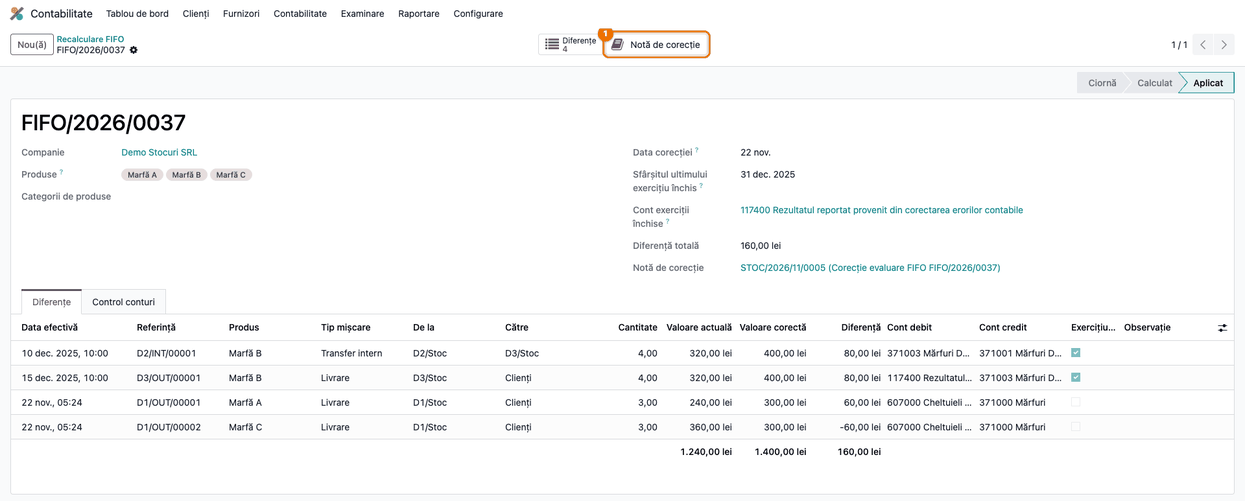 Contabilitate Tablou de bord Clienți Furnizori Contabilitate Examinare Raportare Configurare
Nou(ă) Recalculare FIFO
FIFO/2026/0037
Diferențe
4
1
Notă de corecție
1 / 1
Ciornă Calculat Aplicat
FIFO/2026/0037
Companie Demo Stocuri SRL
Produse ? Marfă A Marfă B Marfă C
Categorii de produse
Data corecției ? 22 nov.
Sfârșitul ultimului
exercițiu închis ? 31 dec. 2025
Cont exerciții
închise ? 117400 Rezultatul reportat provenit din corectarea erorilor contabile
Diferență totală 160,00 lei
Notă de corecție STOC/2026/11/0005 (Corecție evaluare FIFO FIFO/2026/0037)
Diferențe Control conturi
Data efectivă Referință Produs Tip mișcare De la Către Cantitate Valoare actuală Valoare corectă Diferență Cont debit Cont credit Exercițiu... Observație
10 dec. 2025, 10:00 D2/INT/00001 Marfă B Transfer intern D2/Stoc D3/Stoc 4,00 320,00 lei 400,00 lei 80,00 lei 371003 Mărfuri D... 371001 Mărfuri D...
15 dec. 2025, 10:00 D3/OUT/00001 Marfă B Livrare D3/Stoc Clienți 4,00 320,00 lei 400,00 lei 80,00 lei 117400 Rezultatul... 371003 Mărfuri D...
22 nov., 05:24 D1/OUT/00001 Marfă A Livrare D1/Stoc Clienți 3,00 240,00 lei 300,00 lei 60,00 lei 607000 Cheltuieli ... 371000 Mărfuri
22 nov., 05:24 D1/OUT/00002 Marfă C Livrare D1/Stoc Clienți 3,00 360,00 lei 300,00 lei -60,00 lei 607000 Cheltuieli ... 371000 Mărfuri
1.240,00 lei 1.400,00 lei 160,00 lei